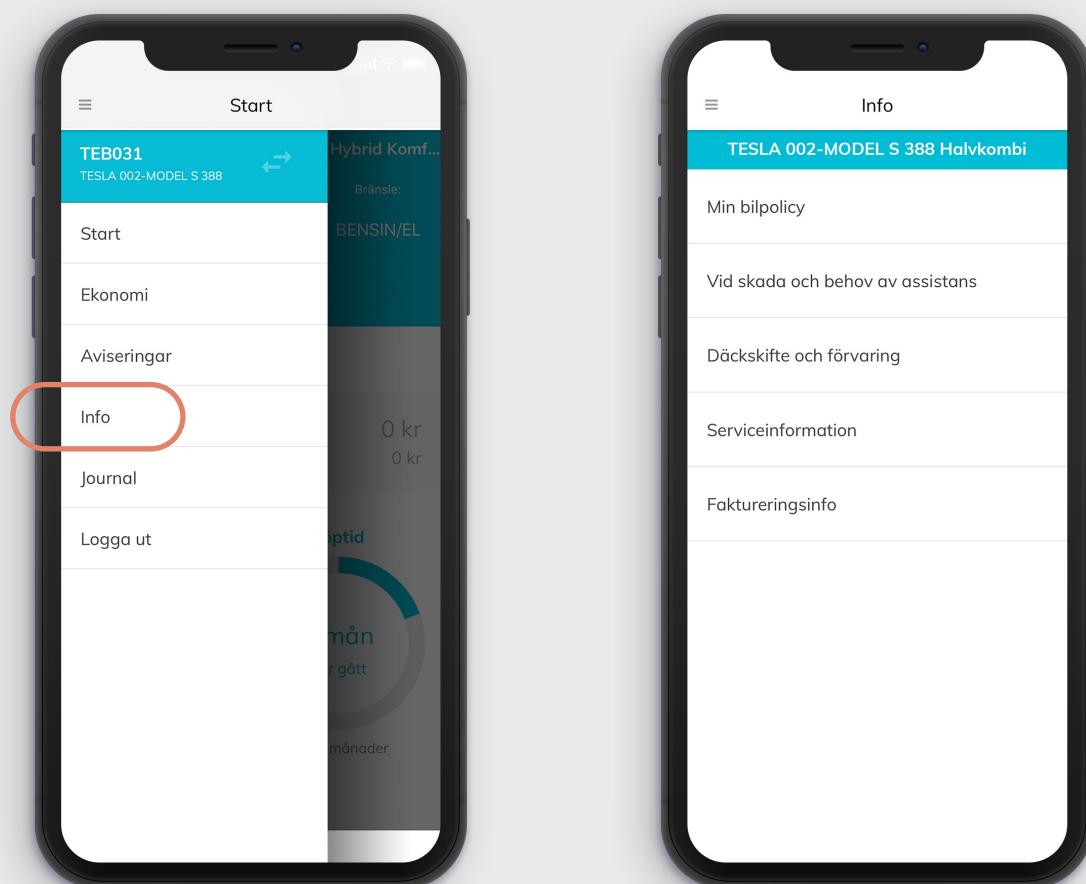 Start
TEB031
TESLA 002-MODEL S 388
Hybrid Komf...
Bränsle:
BENSIN/EL
Start
Ekonomi
Aviseringar
Info
Journal
Logga ut
0 kr
0 kr
mån
gått
månader
Info
TESLA 002-MODEL S 388 Halvkombi
Min bilpolicy
Vid skada och behov av assistans
Däckskifte och förvaring
Serviceinformation
Faktureringsinfo